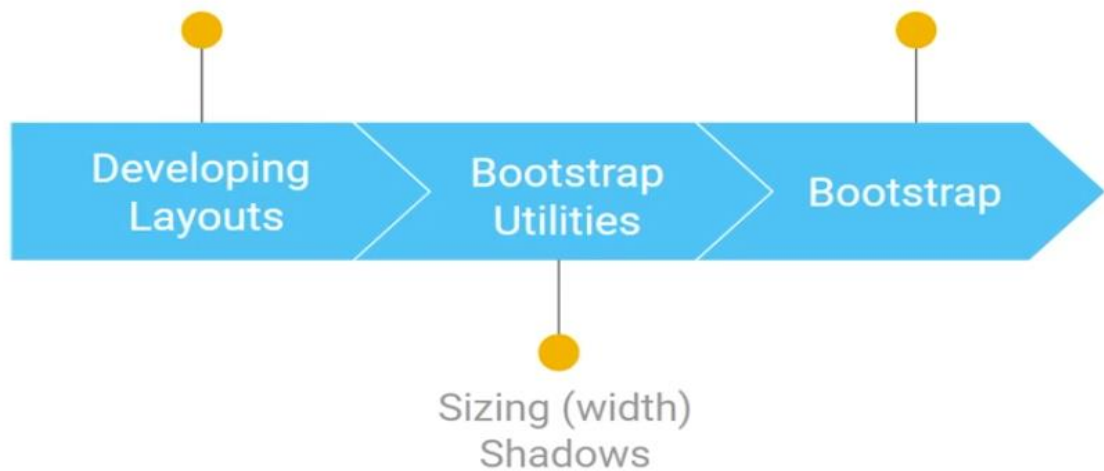 Developing
Layouts
Bootstrap
Utilities
Bootstrap
Sizing (width)
Shadows